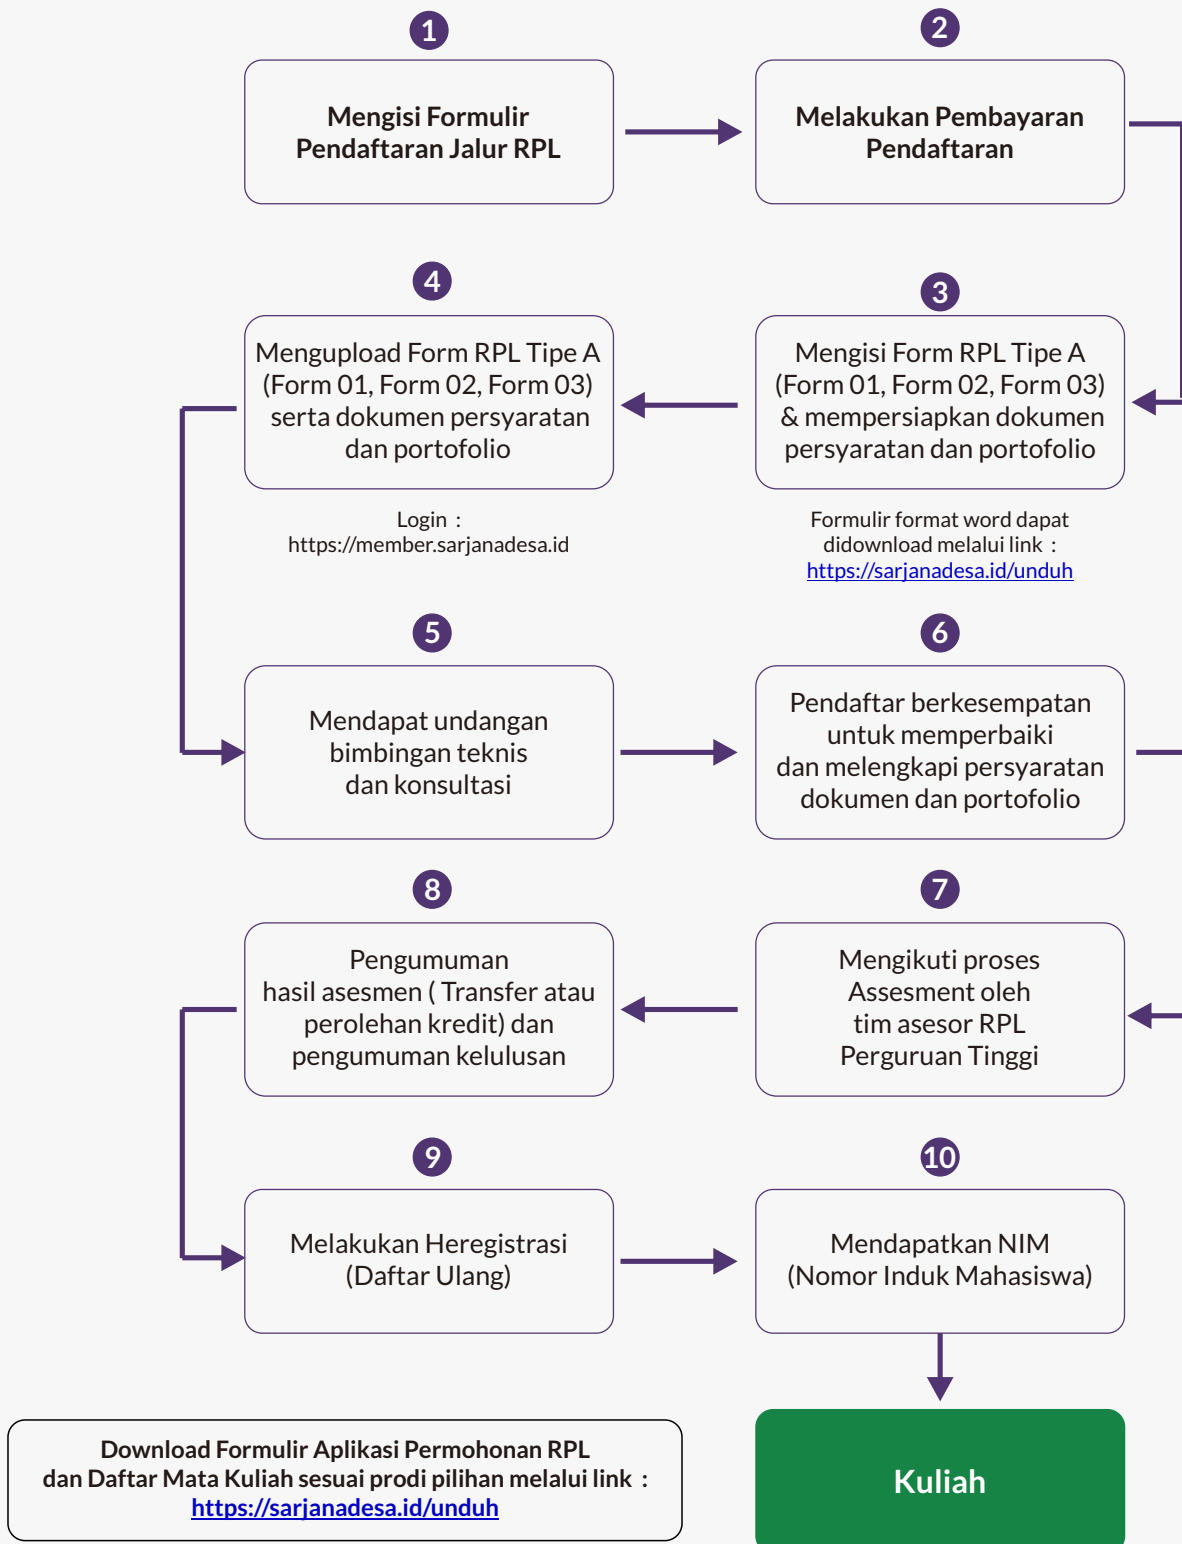 1
Mengisi Formulir
Pendaftaran Jalur RPL
2
Melakukan Pembayaran
Pendaftaran
3
Mengisi Form RPL Tipe A
(Form 01, Form 02, Form 03)
& mempersiapkan dokumen
persyaratan dan portofolio
Formulir format word dapat
didownload melalui link :
https://sarjanadesa.id/unduh
4
Mengupload Form RPL Tipe A
(Form 01, Form 02, Form 03)
serta dokumen persyaratan
dan portofolio
Login :
https://member.sarjanadesa.id
5
Mendapat undangan
bimbingan teknis
dan konsultasi
6
Pendaftar berkesempatan
untuk memperbaiki
dan melengkapi persyaratan
dokumen dan portofolio
7
Mengikuti proses
Assesment oleh
tim asesor RPL
Perguruan Tinggi
8
Pengumuman
hasil asesmen ( Transfer atau
perolehan kredit) dan
pengumuman kelulusan
9
Melakukan Heregistrasi
(Daftar Ulang)
10
Mendapatkan NIM
(Nomor Induk Mahasiswa)
Kuliah
Download Formulir Aplikasi Permohonan RPL
dan Daftar Mata Kuliah sesuai prodi pilihan melalui link :
https://sarjanadesa.id/unduh